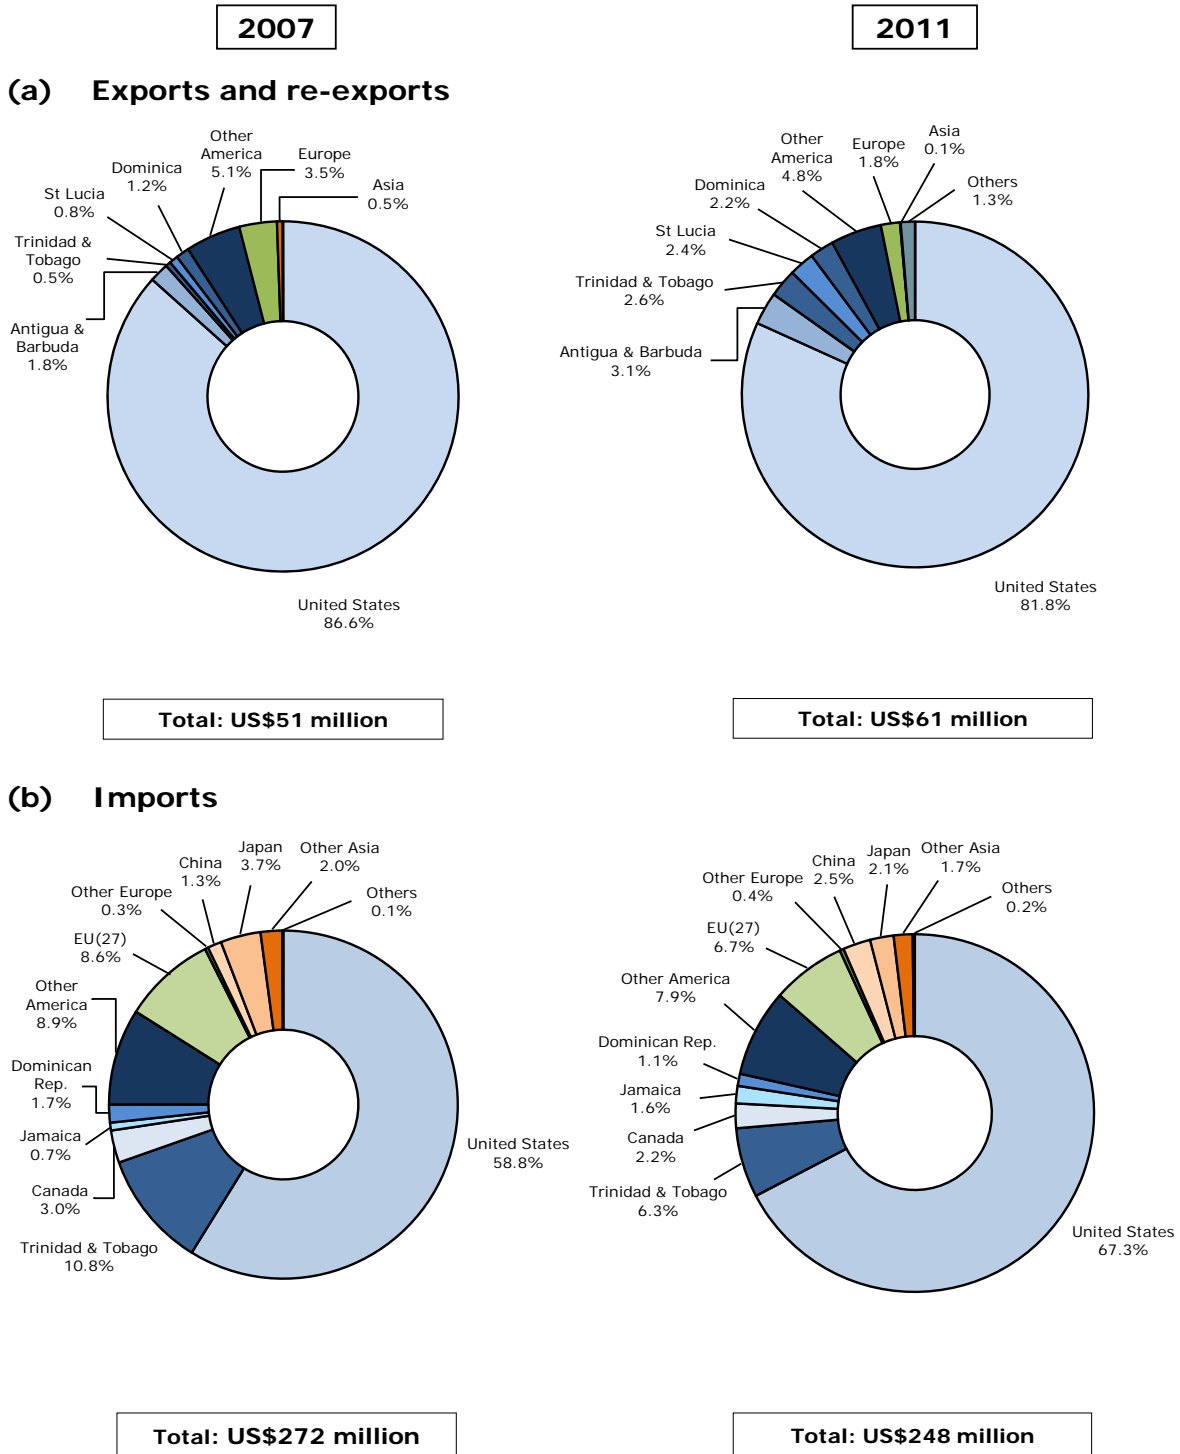 2007
2011
(a) Exports and re-exports
Other
America
5.1%
Europe
3.5%
Dominica
1.2%
Asia
0.5%
St Lucia
0.8%
Trinidad &
Tobago
0.5%
Antigua &
Barbuda
1.8%
United States
86.6%
Total: US$51 million
Asia
0.1%
Other
America
4.8%
Europe
1.8%
Others
1.3%
Dominica
2.2%
St Lucia
2.4%
Trinidad & Tobago
2.6%
Antigua & Barbuda
3.1%
United States
81.8%
Total: US$61 million
(b) Imports
Japan
3.7%
Other Asia
2.0%
China
1.3%
Other Europe
0.3%
Others
0.1%
EU(27)
8.6%
Other
America
8.9%
Dominican
Rep.
1.7%
Jamaica
0.7%
Canada
3.0%
Trinidad & Tobago
10.8%
United States
58.8%
Total: US$272 million
Japan
2.1%
Other Asia
1.7%
China
2.5%
Other Europe
0.4%
Others
0.2%
EU(27)
6.7%
Other America
7.9%
Dominican Rep.
1.1%
Jamaica
1.6%
Canada
2.2%
Trinidad & Tobago
6.3%
United States
67.3%
Total: US$248 million